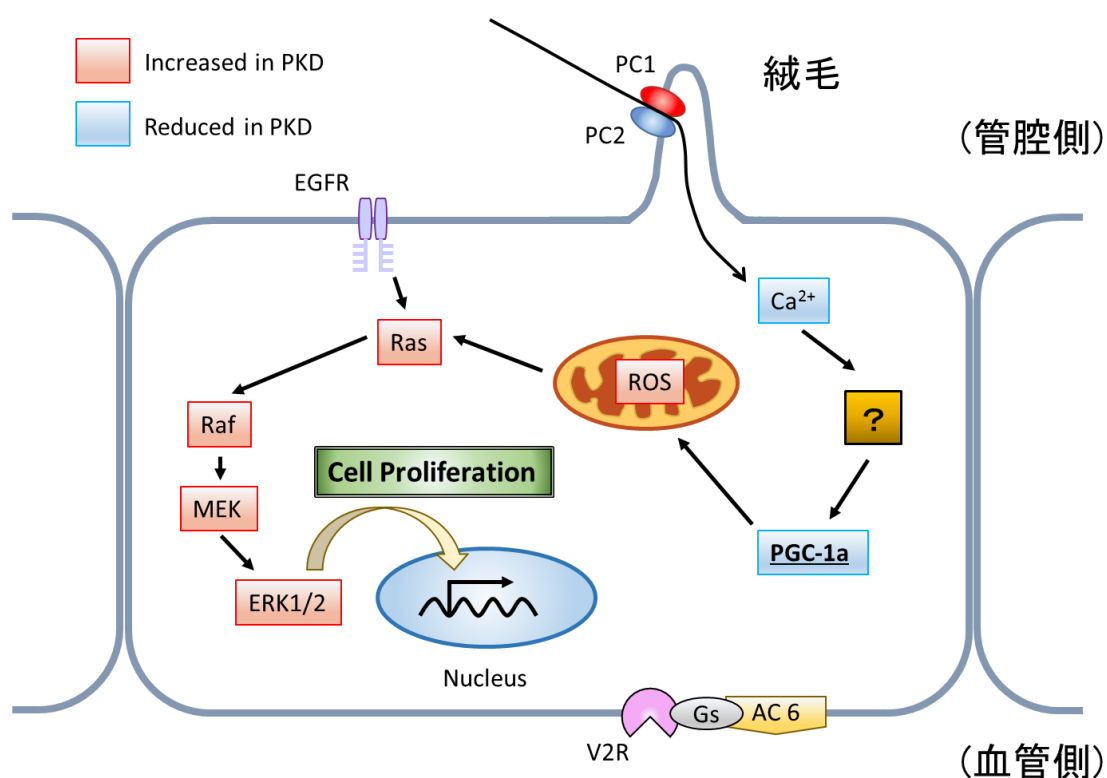 Increased in PKD
Reduced in PKD
PC1
PC2
絨毛
(管腔側)
EGFR
Ca²⁺
Ras
ROS
?
Raf
Cell Proliferation
MEK
PGC-1a
ERK1/2
Nucleus
V2R
Gs
AC 6
(血管側)